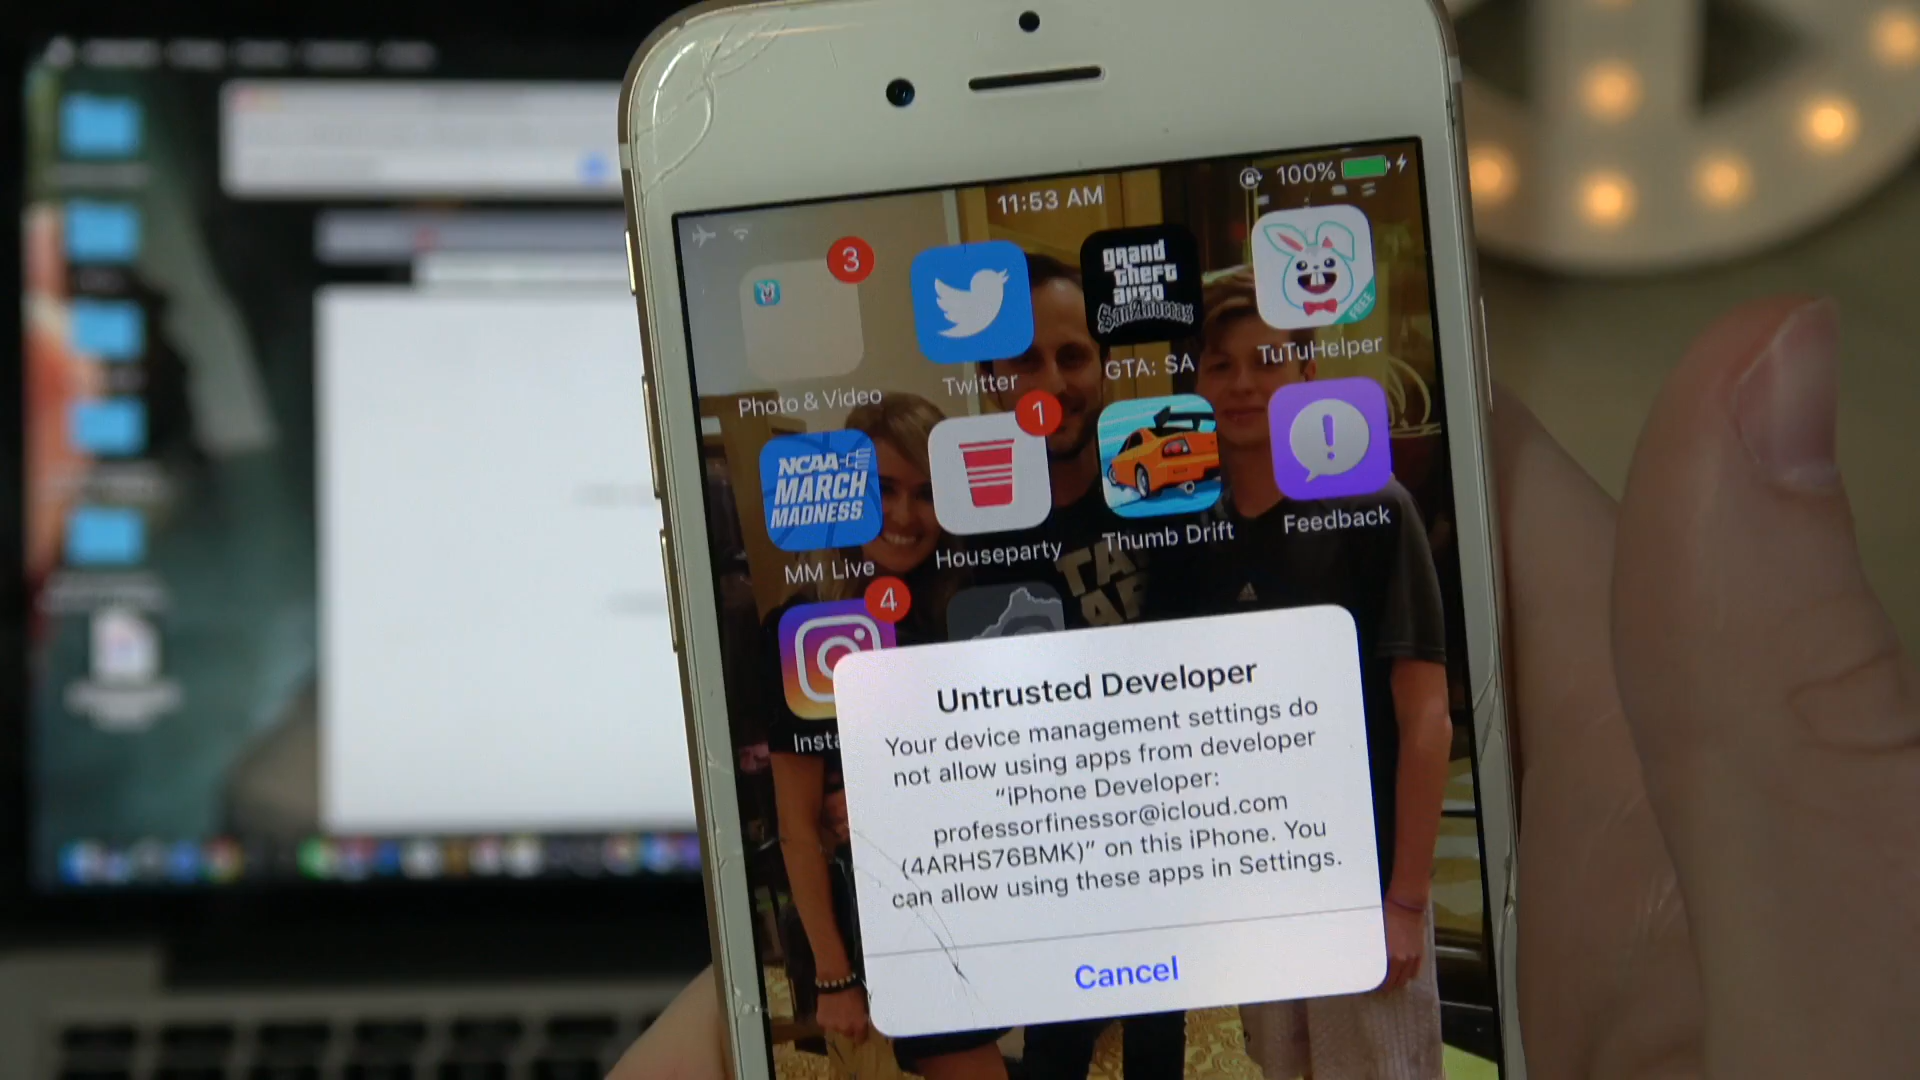 11:53 AM
100%
3
grand
theft
auto
San Andreas
FREE
Photo & Video
Twitter
GTA: SA
TuTuHelper
1
NCAA
MARCH
MADNESS
MM Live
Houseparty
Thumb Drift
Feedback
4
Insta
Untrusted Developer
Your device management settings do
not allow using apps from developer
“iPhone Developer:
professorfinessor@icloud.com
(4ARHS76BMK)” on this iPhone. You
can allow using these apps in Settings.
Cancel